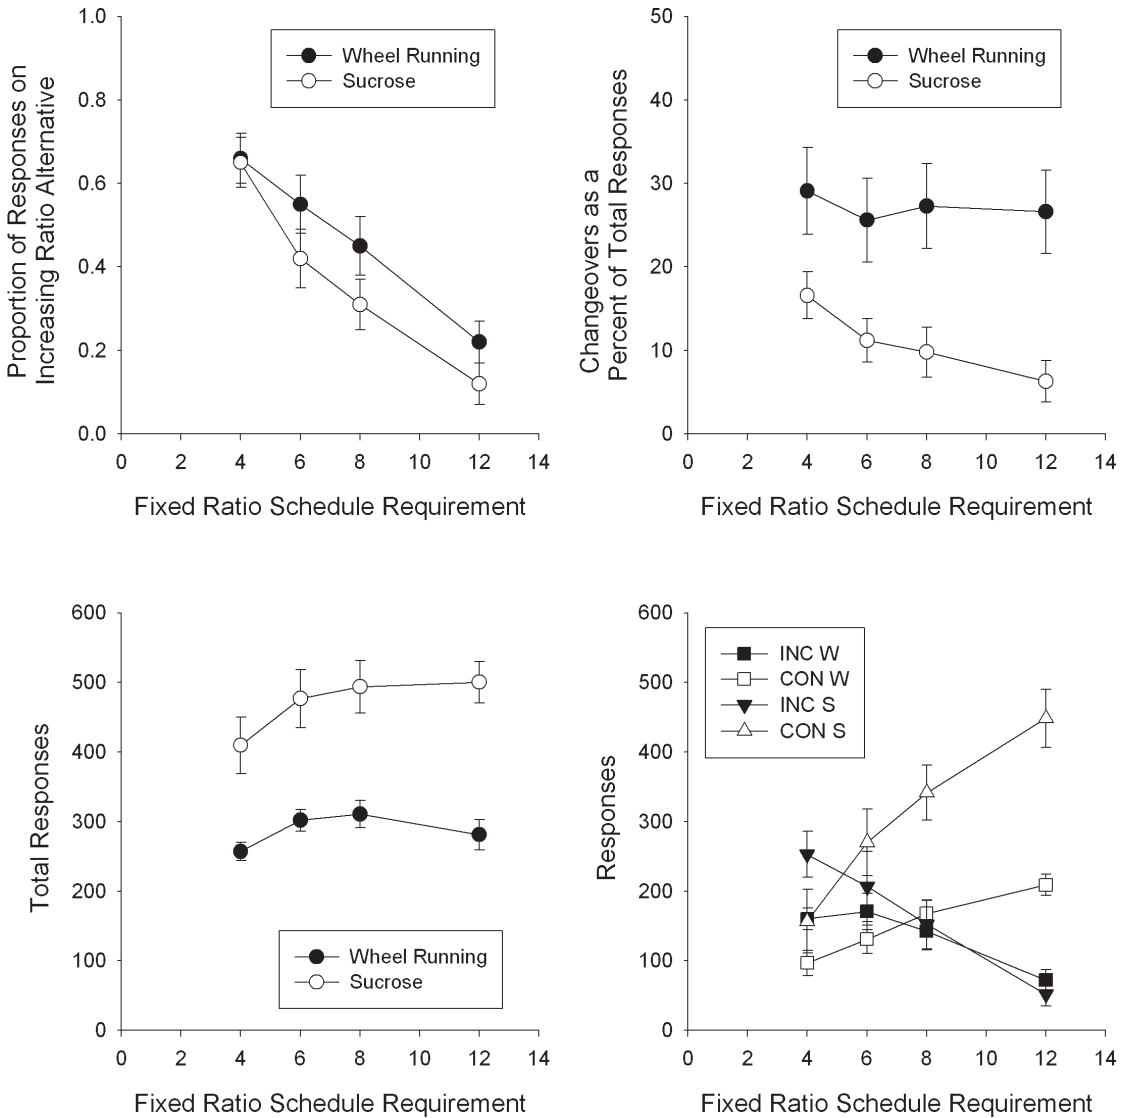 Proportion of Responses on
Increasing Ratio Alternative
1.0
0.8
0.6
0.4
0.2
0.0
Wheel Running
Sucrose
0 2 4 6 8 10 12 14
Fixed Ratio Schedule Requirement
Changeovers as a
Percent of Total Responses
50
40
30
20
10
0
Wheel Running
Sucrose
0 2 4 6 8 10 12 14
Fixed Ratio Schedule Requirement
Total Responses
600
500
400
300
200
100
0
Wheel Running
Sucrose
0 2 4 6 8 10 12 14
Fixed Ratio Schedule Requirement
Responses
600
500
400
300
200
100
0
INC W
CON W
INC S
CON S
0 2 4 6 8 10 12 14
Fixed Ratio Schedule Requirement